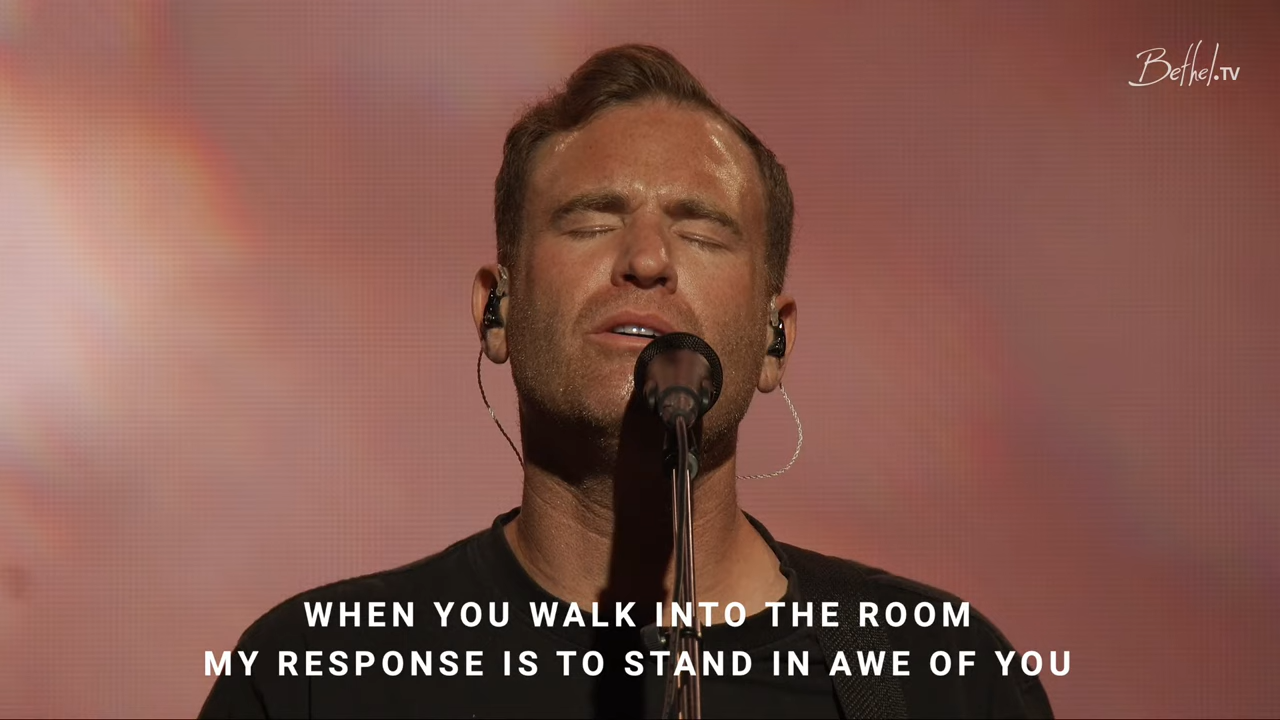 Bethel.TV
WHEN YOU WALK INTO THE ROOM
MY RESPONSE IS TO STAND IN AWE OF YOU